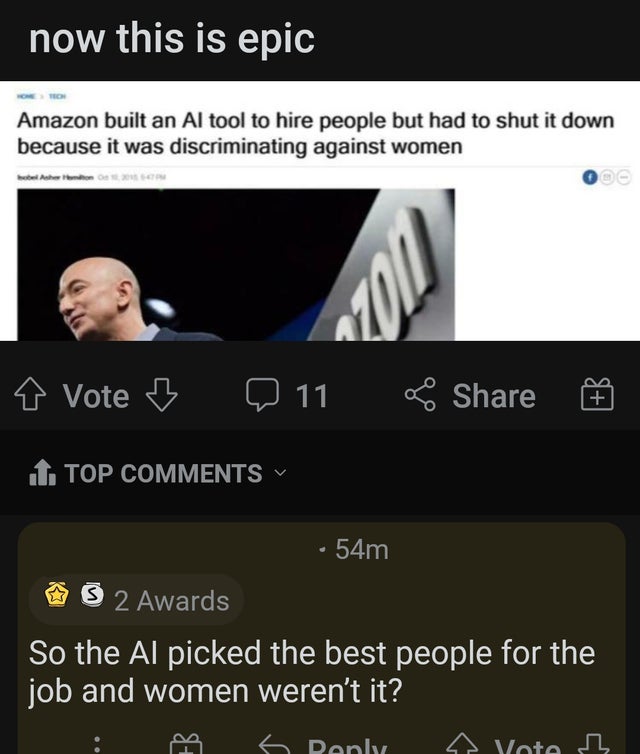 now this is epic
HOME > TECH
Amazon built an AI tool to hire people but had to shut it down
because it was discriminating against women
Isobel Asher Hamilton Oct 10, 2018, 5:47 PM
f
azon
Vote
11
Share
TOP COMMENTS
· 54m
S 2 Awards
So the AI picked the best people for the
job and women weren't it?
Reply Vote